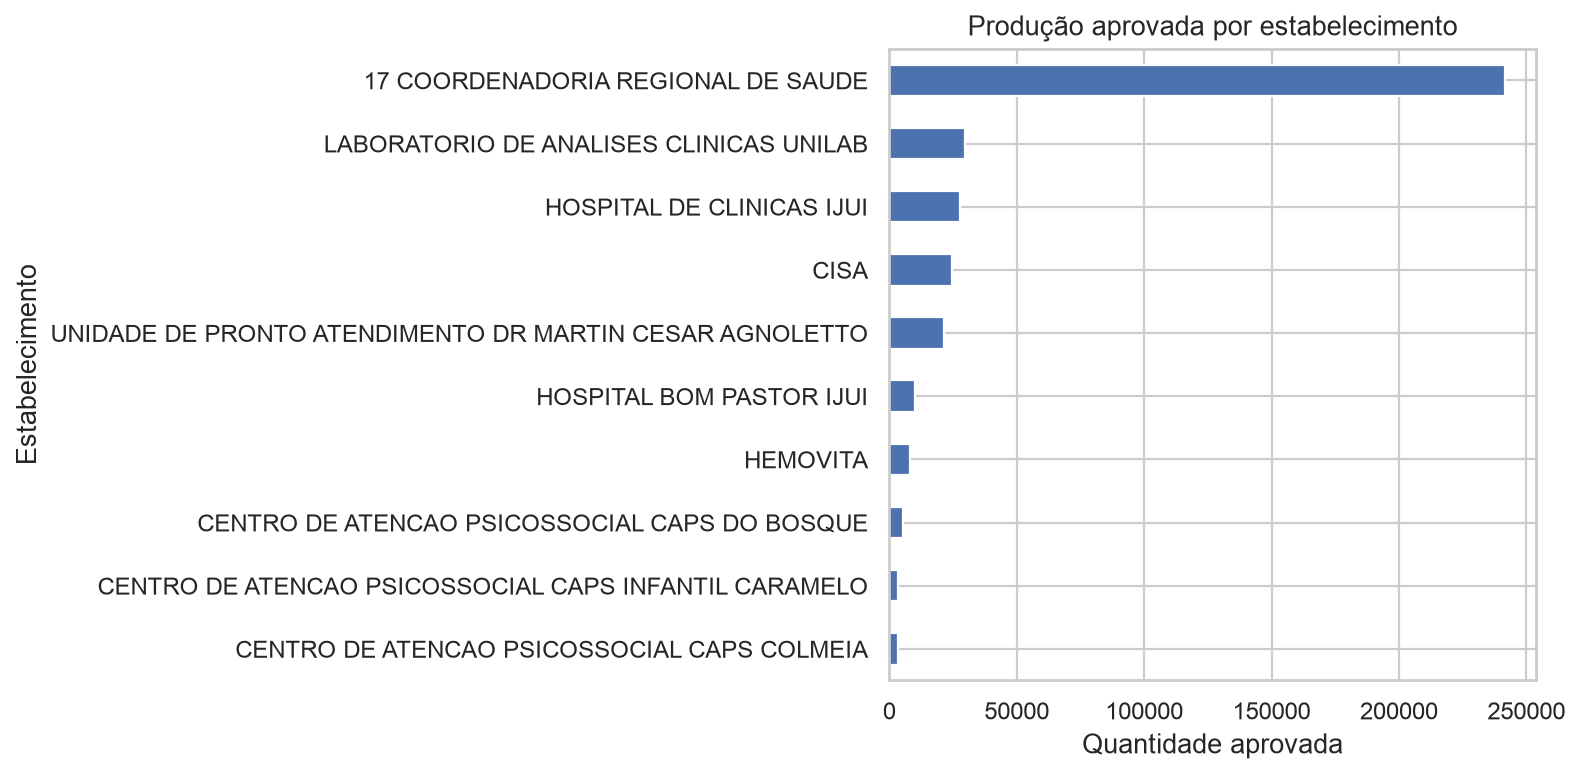 Produção aprovada por estabelecimento
Estabelecimento
17 COORDENADORIA REGIONAL DE SAUDE
LABORATORIO DE ANALISES CLINICAS UNILAB
HOSPITAL DE CLINICAS IJUI
CISA
UNIDADE DE PRONTO ATENDIMENTO DR MARTIN CESAR AGNOLETTO
HOSPITAL BOM PASTOR IJUI
HEMOVITA
CENTRO DE ATENCAO PSICOSSOCIAL CAPS DO BOSQUE
CENTRO DE ATENCAO PSICOSSOCIAL CAPS INFANTIL CARAMELO
CENTRO DE ATENCAO PSICOSSOCIAL CAPS COLMEIA
0 50000 100000 150000 200000 250000
Quantidade aprovada